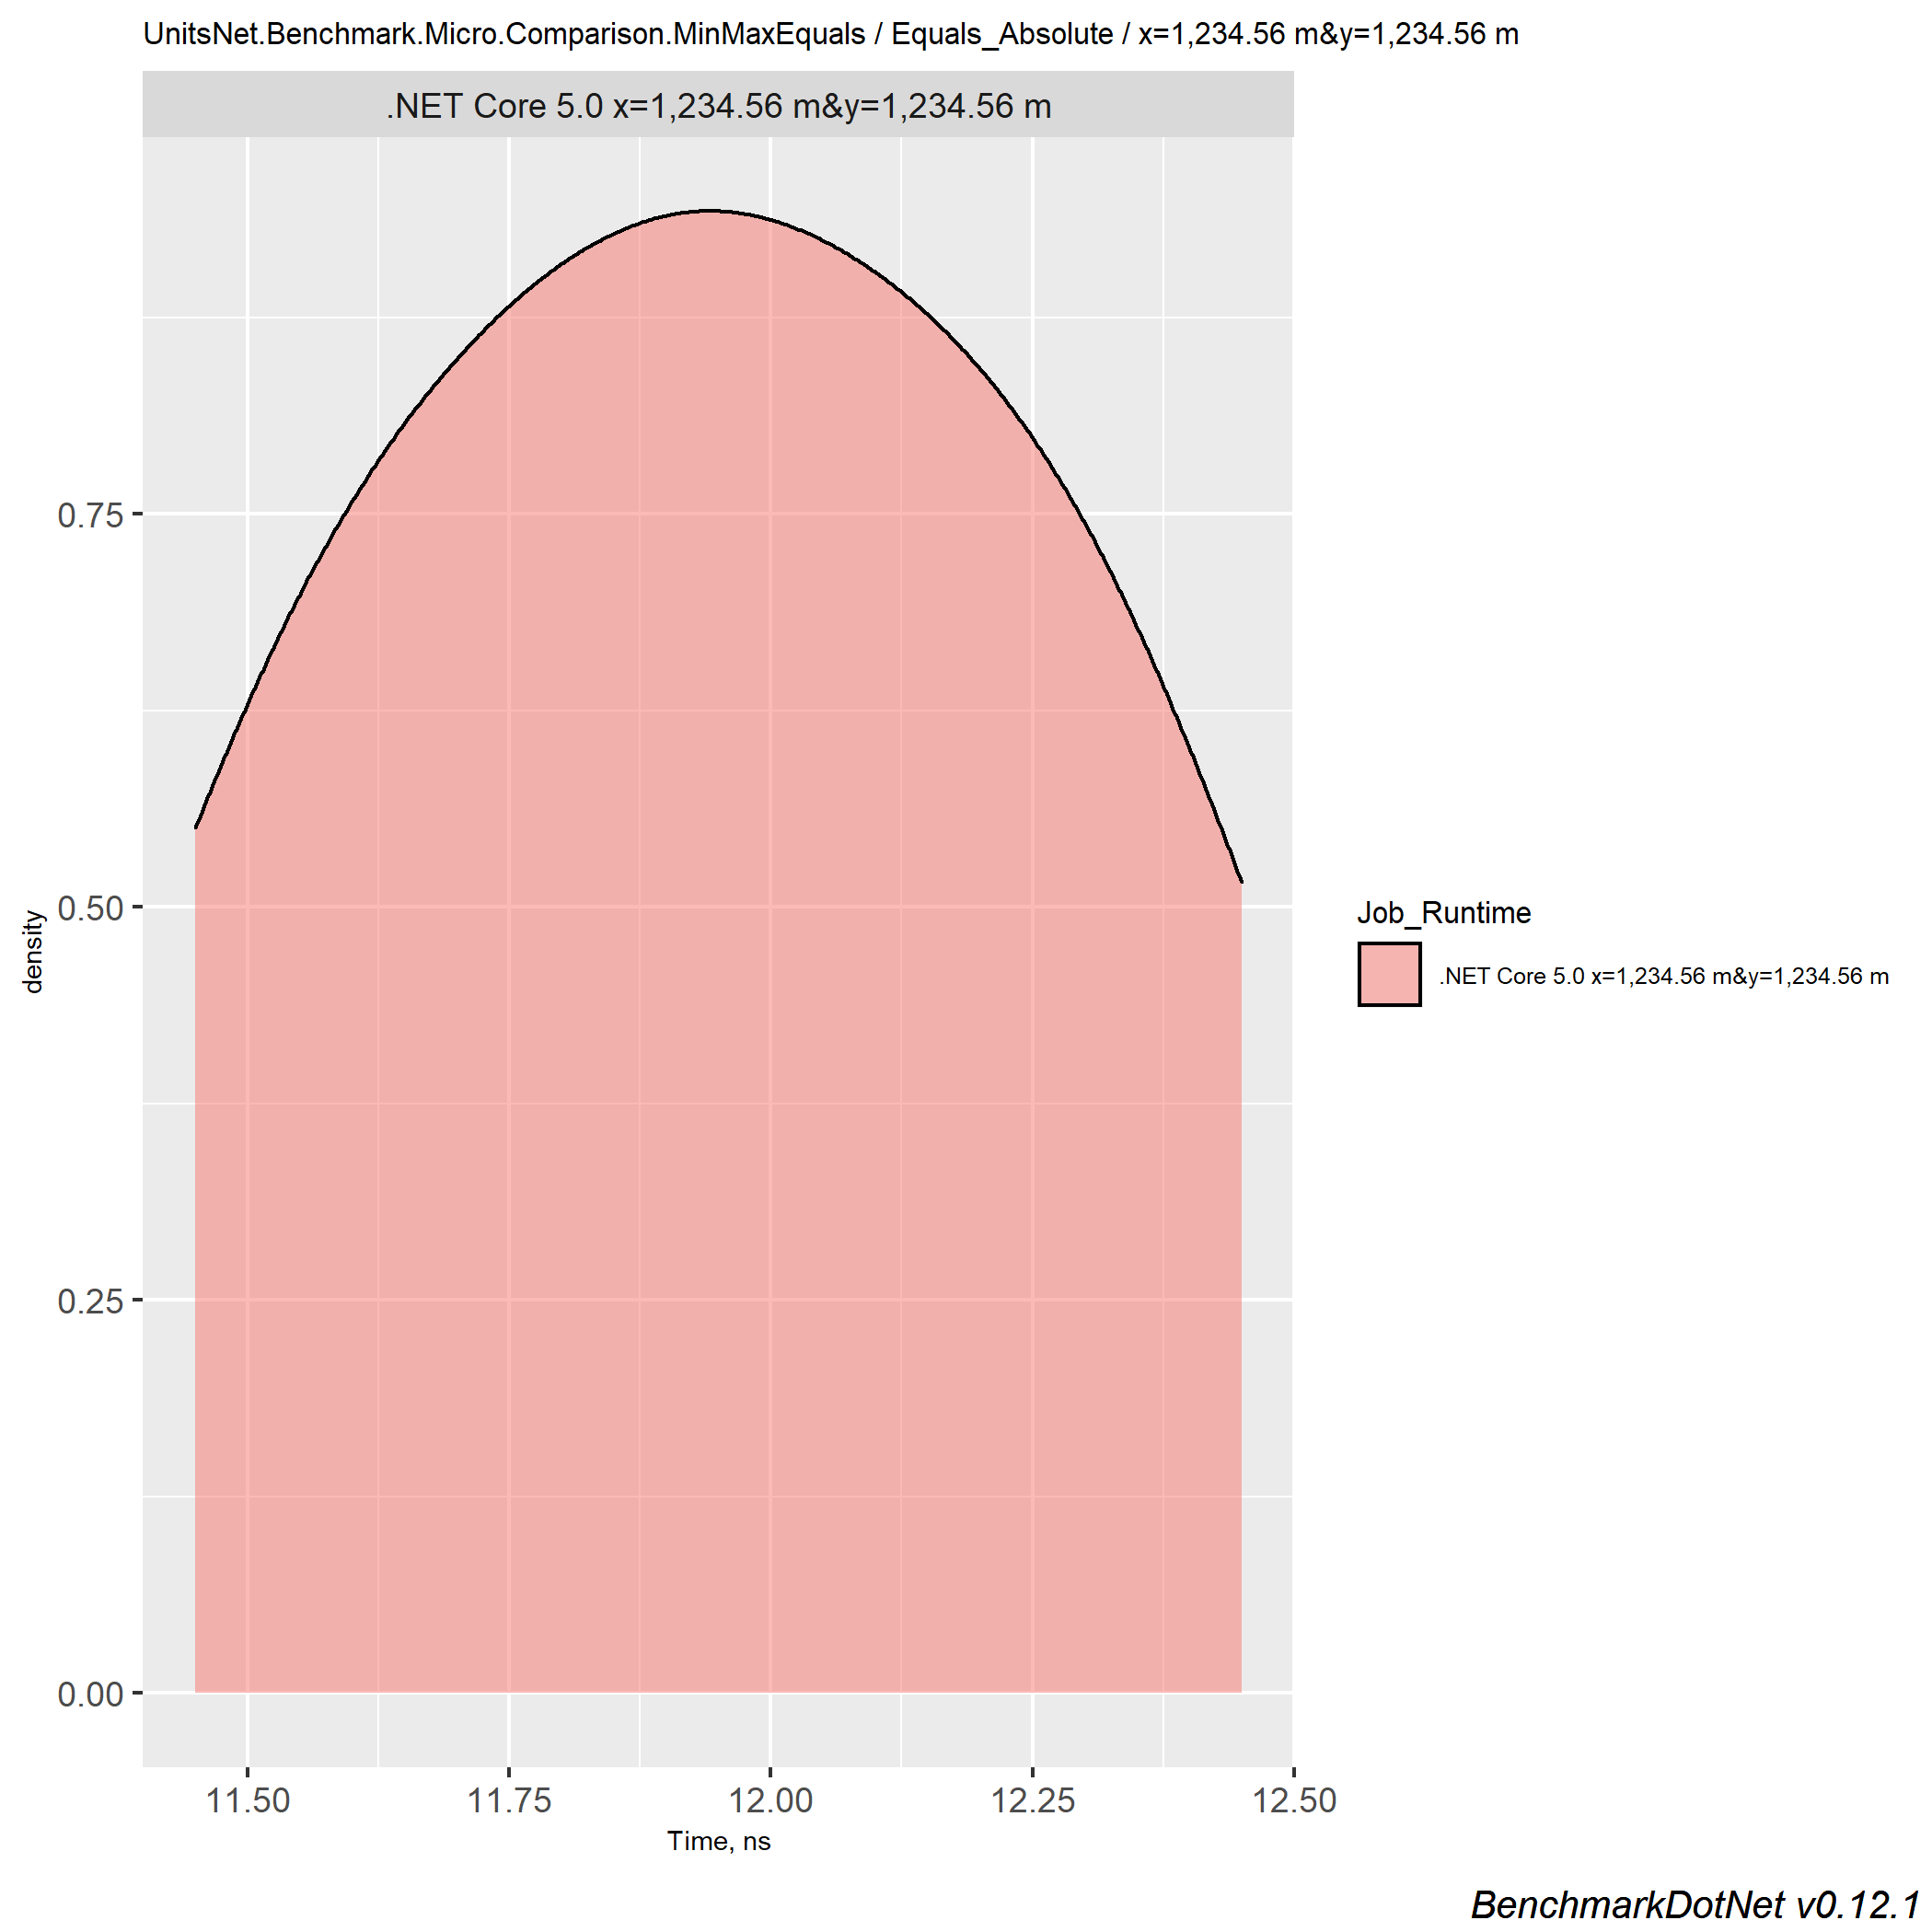 UnitsNet.Benchmark.Micro.Comparison.MinMaxEquals / Equals_Absolute / x=1,234.56 m&y=1,234.56 m
.NET Core 5.0 x=1,234.56 m&y=1,234.56 m
0.75
0.50
0.25
0.00
density
11.50 11.75 12.00 12.25 12.50
Time, ns
Job_Runtime
.NET Core 5.0 x=1,234.56 m&y=1,234.56 m
BenchmarkDotNet v0.12.1